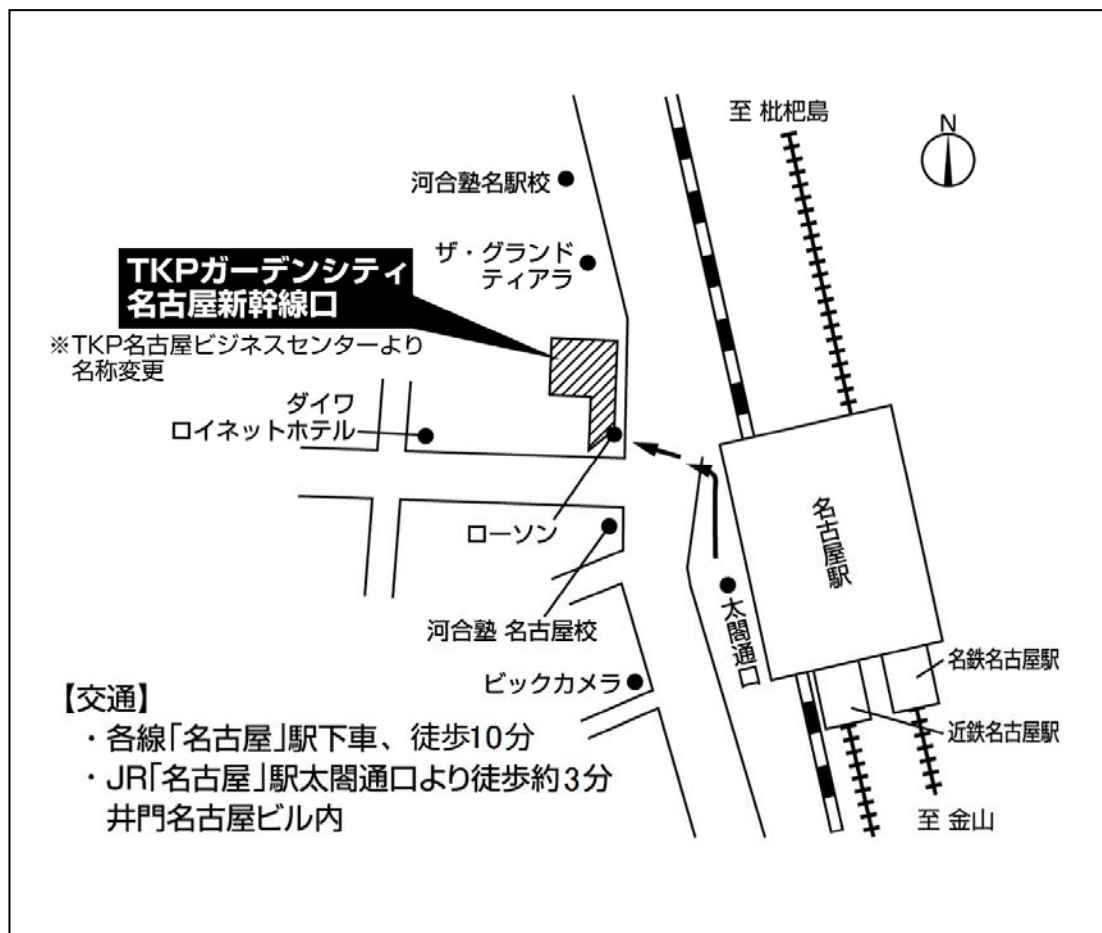 至 枇杷島
N
河合塾名駅校
ザ・グランド
ティアラ
TKPガーデンシティ
名古屋新幹線口
※TKP名古屋ビジネスセンターより
名称変更
ダイワ
ロイネットホテル
名古屋駅
ローソン
太閤通口
河合塾 名古屋校
名鉄名古屋駅
ビックカメラ
近鉄名古屋駅
至 金山
【交通】
・各線「名古屋」駅下車、徒歩10分
・JR「名古屋」駅太閤通口より徒歩約3分
井門名古屋ビル内